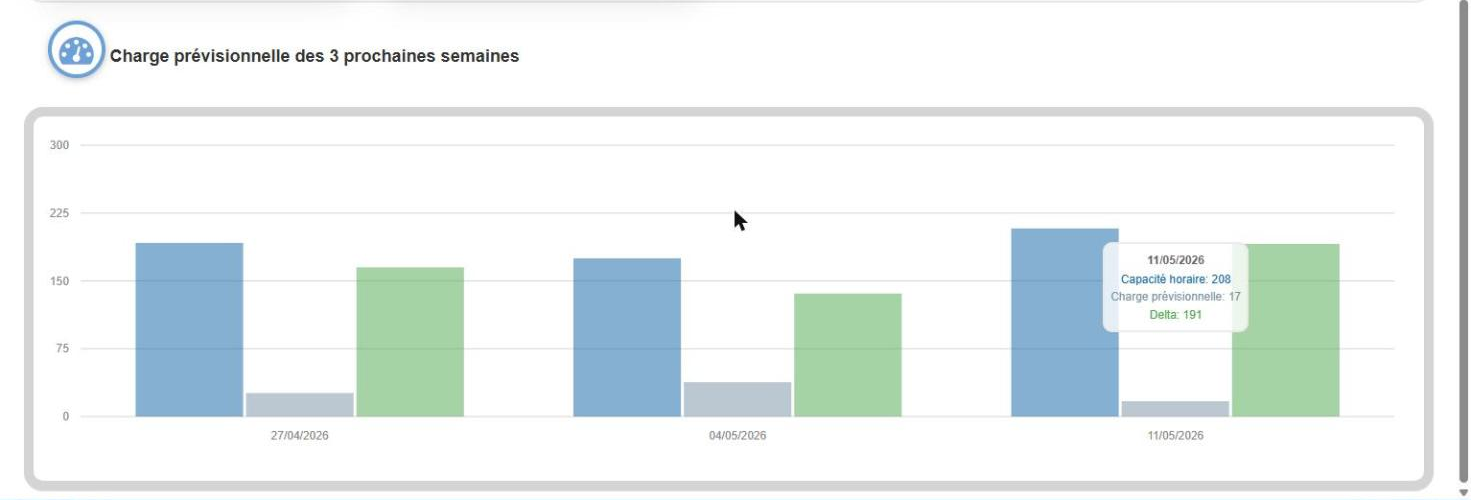 Charge prévisionnelle des 3 prochaines semaines
300
225
150
75
0
11/05/2026
Capacité horaire: 208
Charge prévisionnelle: 17
Delta: 191
27/04/2026
04/05/2026
11/05/2026